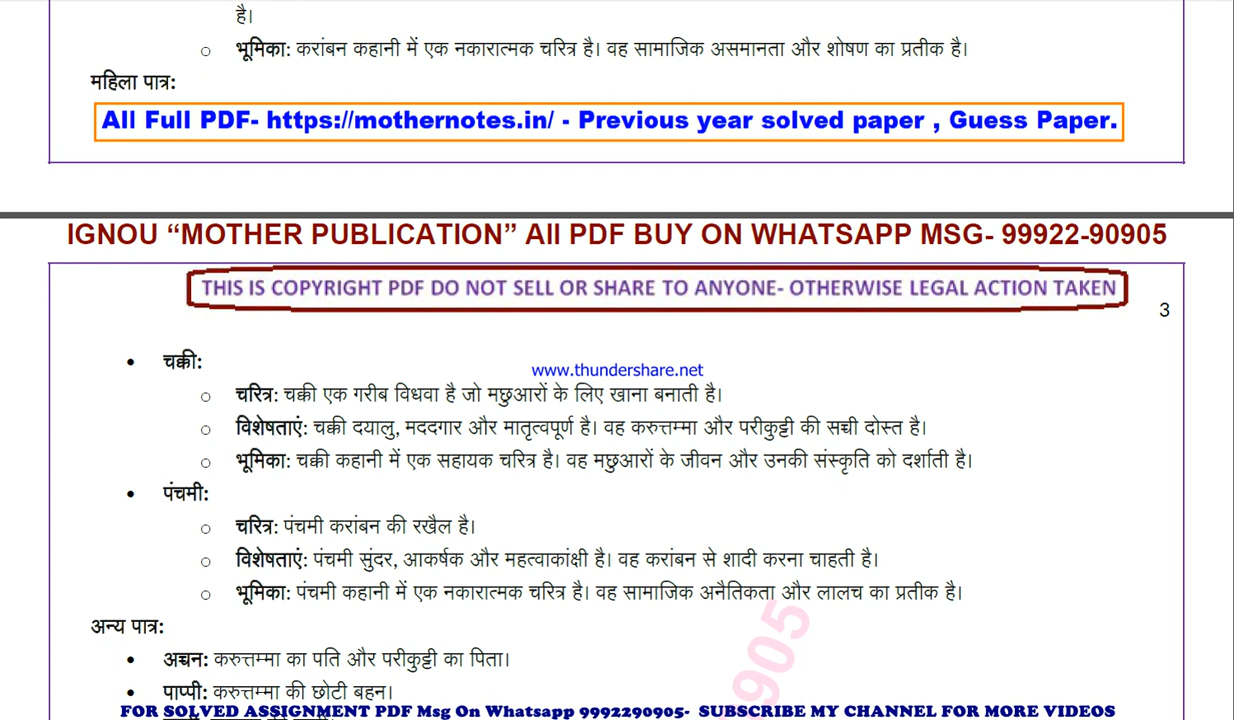 है।
o भूमिका: करांबन कहानी में एक नकारात्मक चरित्र है। वह सामाजिक असमानता और शोषण का प्रतीक है।
महिला पात्र:
All Full PDF- https://mothernotes.in/ - Previous year solved paper , Guess Paper.
IGNOU “MOTHER PUBLICATION” All PDF BUY ON WHATSAPP MSG- 99922-90905
THIS IS COPYRIGHT PDF DO NOT SELL OR SHARE TO ANYONE- OTHERWISE LEGAL ACTION TAKEN
3
• चक्की:
www.thundershare.net
o चरित्र: चक्की एक गरीब विधवा है जो मछुआरों के लिए खाना बनाती है।
o विशेषताएं: चक्की दयालु, मददगार और मातृत्वपूर्ण है। वह करुत्तम्मा और परीकुट्टी की सच्ची दोस्त है।
o भूमिका: चक्की कहानी में एक सहायक चरित्र है। वह मछुआरों के जीवन और उनकी संस्कृति को दर्शाती है।
• पंचमी:
o चरित्र: पंचमी करांबन की रखैल है।
o विशेषताएं: पंचमी सुंदर, आकर्षक और महत्वाकांक्षी है। वह करांबन से शादी करना चाहती है।
o भूमिका: पंचमी कहानी में एक नकारात्मक चरित्र है। वह सामाजिक अनैतिकता और लालच का प्रतीक है।
अन्य पात्र:
• अच्चन: करुत्तम्मा का पति और परीकुट्टी का पिता।
• पाप्पी: करुत्तम्मा की छोटी बहन।
FOR SOLVED ASSIGNMENT PDF Msg On Whatsapp 9992290905- SUBSCRIBE MY CHANNEL FOR MORE VIDEOS
905